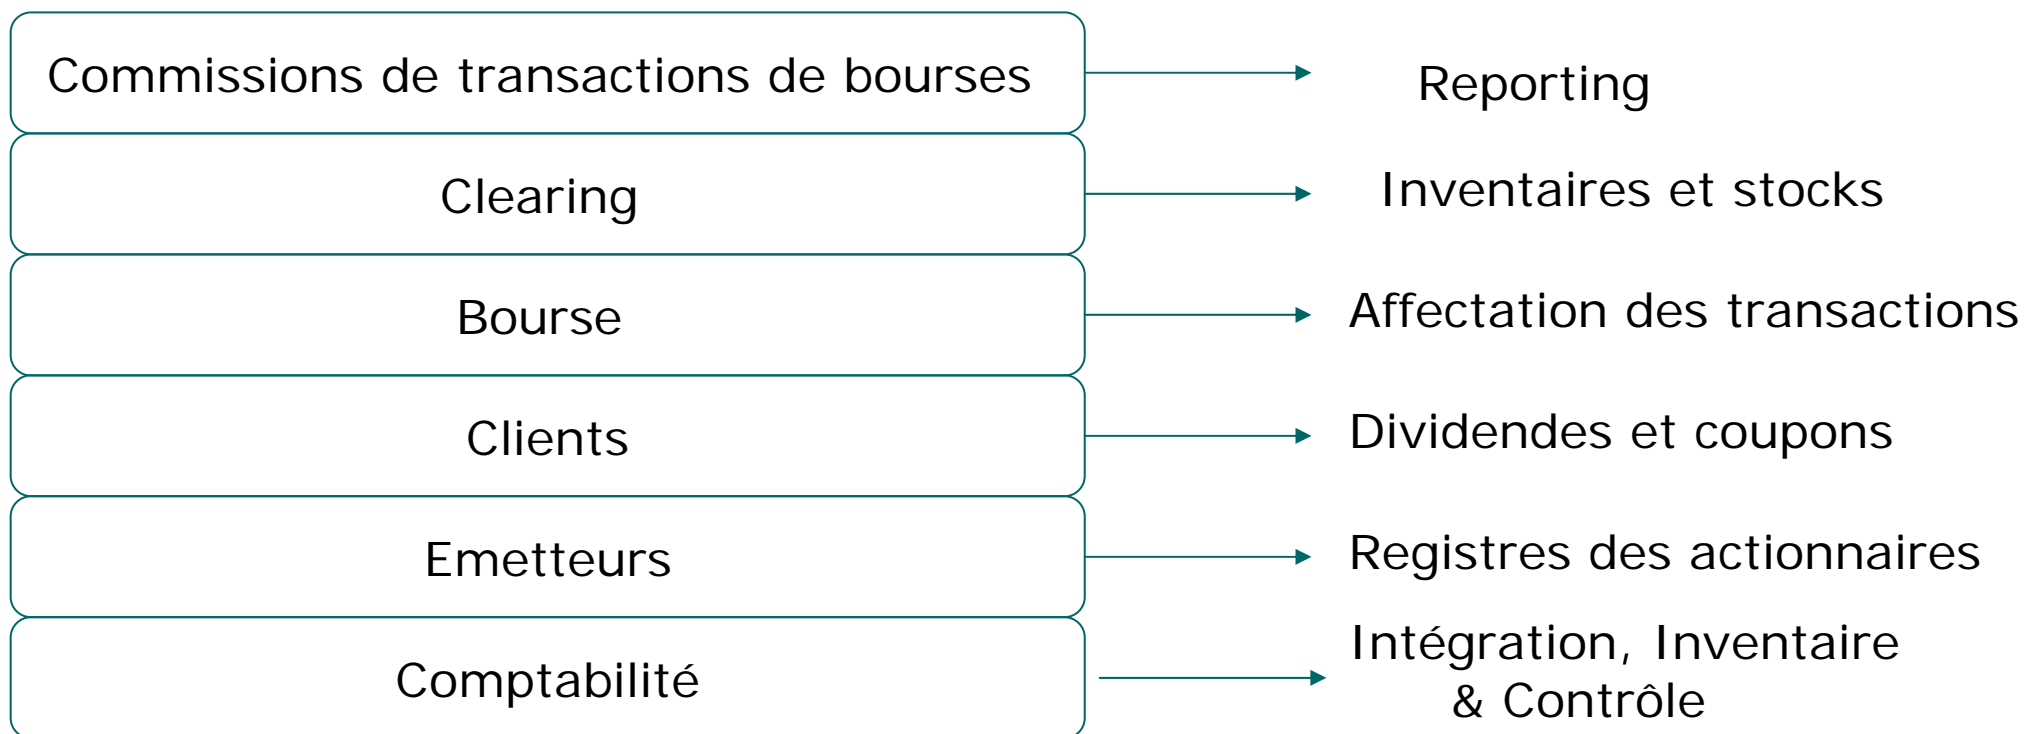 Commissions de transactions de bourses
Reporting
Clearing
Inventaires et stocks
Bourse
Affectation des transactions
Clients
Dividendes et coupons
Emetteurs
Registres des actionnaires
Comptabilité
Intégration, Inventaire
& Contrôle